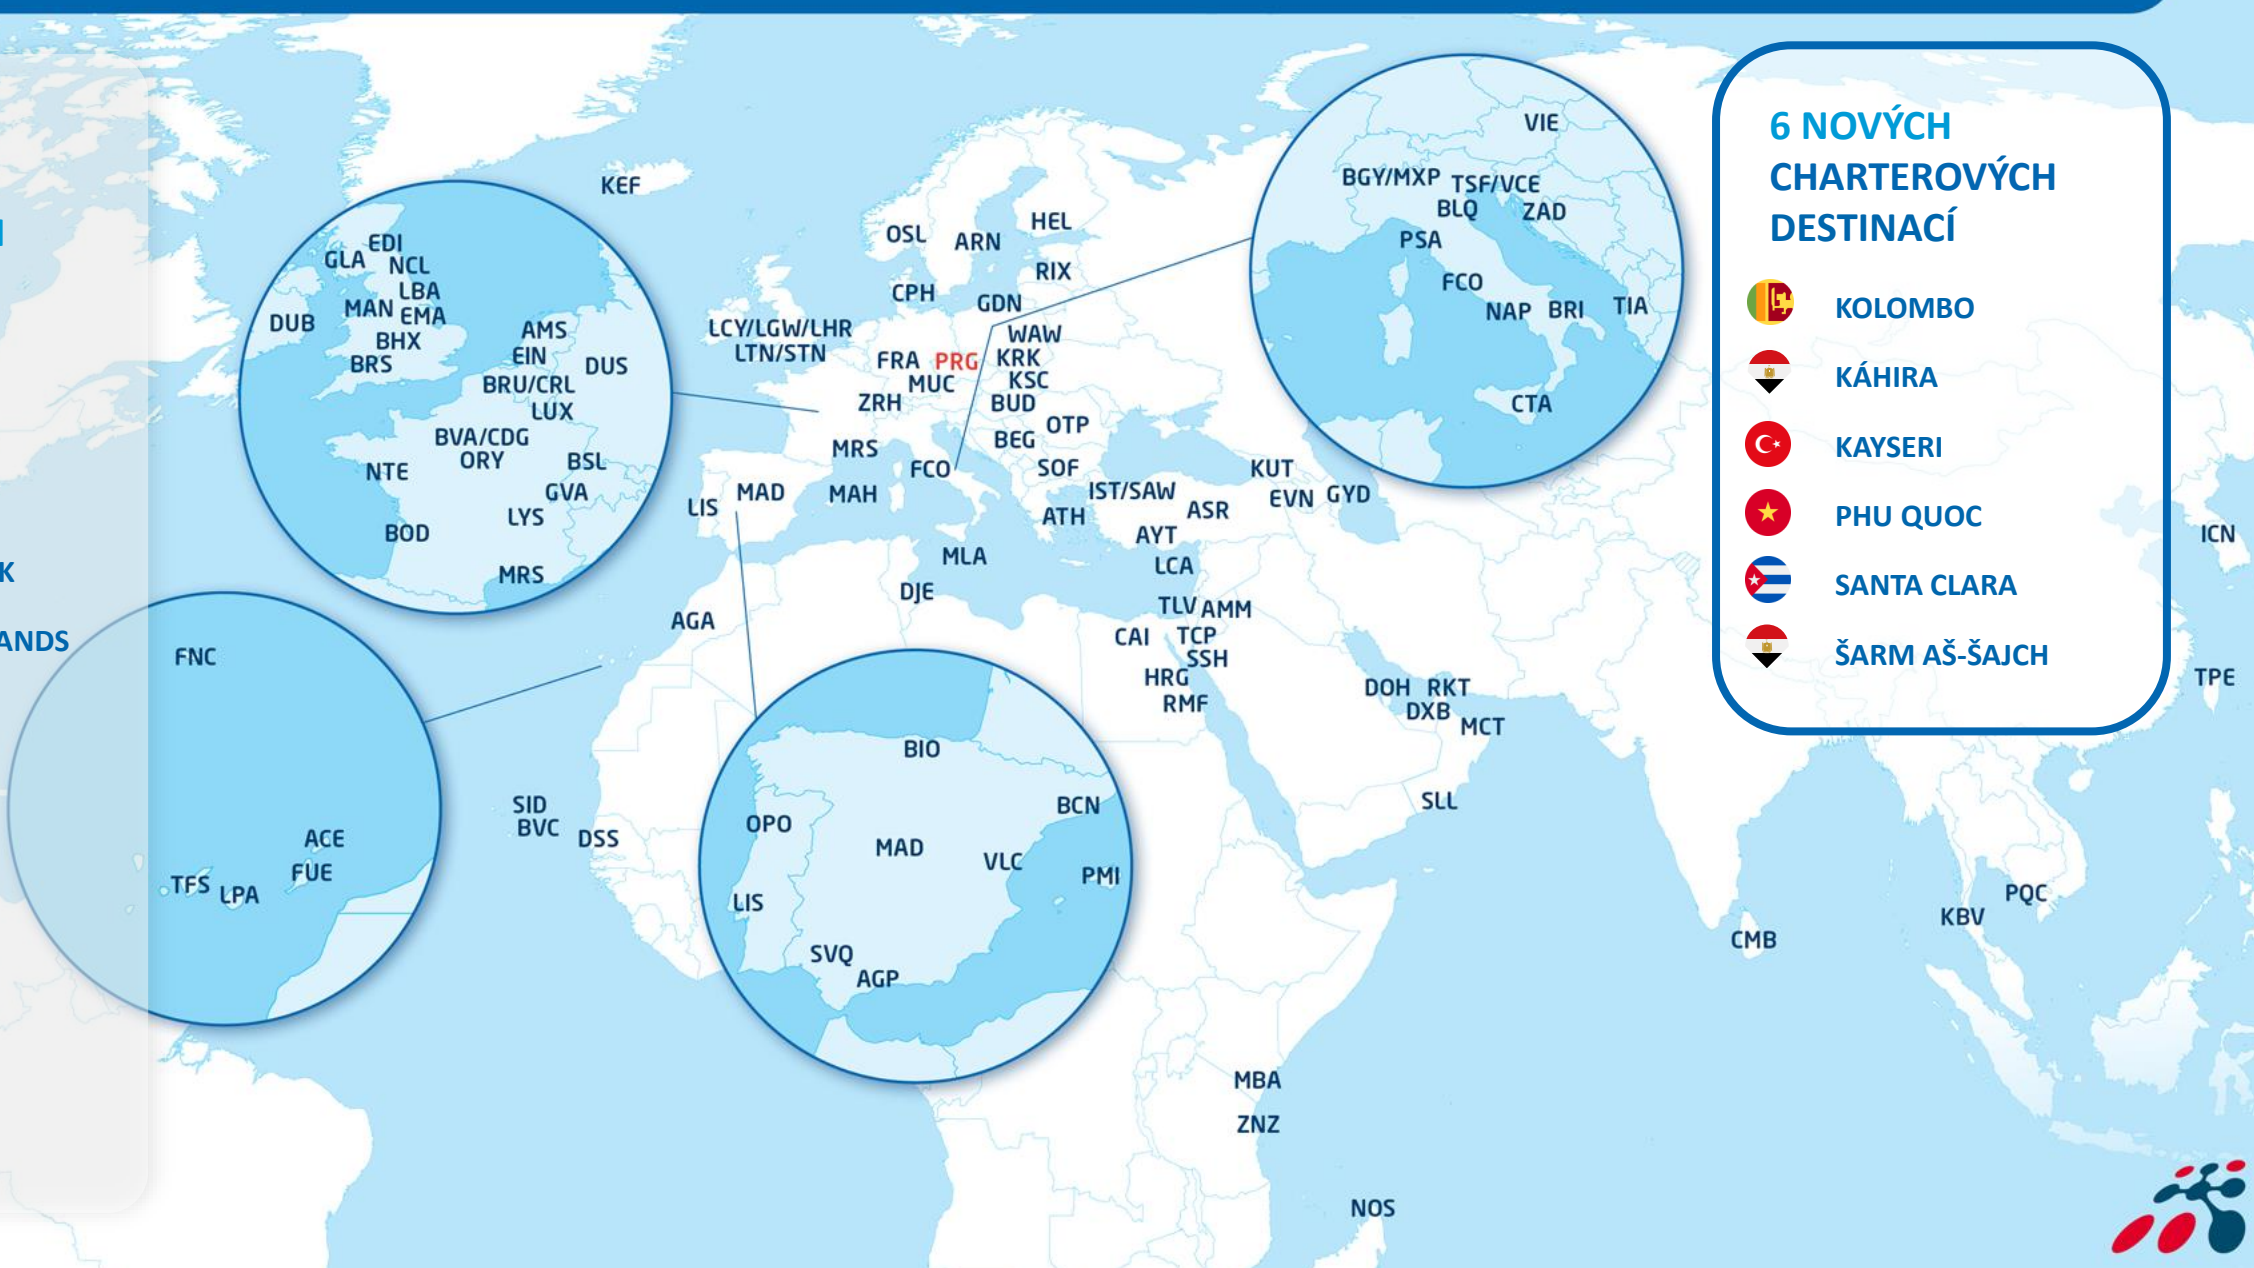 K
ANDS
KEF
OSL
ARN
HEL
RIX
CPH
GDN
LCY/LGW/LHR
LTN/STN
WAW
FRA
PRG
KRK
MUC
KSC
ZRH
BUD
OTP
BEG
MRS
FCO
SOF
KUT
LIS
MAD
MAH
IST/SAW
EVN
GYD
ATH
ASR
AYT
MLA
LCA
DJE
AGA
TLV
AMM
CAI
TCP
SSH
HRG
RMF
DOH
RKT
DXB
MCT
SLL
SID
BVC
DSS
MBA
ZNZ
NOS
CMB
KBV
PQC
ICN
TPE
EDI
GLA
NCL
LBA
MAN
EMA
DUB
BHX
BRS
AMS
EIN
DUS
BRU/CRL
LUX
BVA/CDG
ORY
NTE
BSL
GVA
LYS
BOD
MRS
FNC
ACE
FUE
TFS
LPA
BIO
BCN
OPO
MAD
VLC
PMI
LIS
SVQ
AGP
VIE
BGY/MXP
TSF/VCE
BLQ
ZAD
PSA
FCO
NAP
BRI
TIA
CTA
6 NOVÝCH
CHARTEROVÝCH
DESTINACÍ
KOLOMBO
KÁHIRA
KAYSERI
PHU QUOC
SANTA CLARA
ŠARM AŠ-ŠAJCH